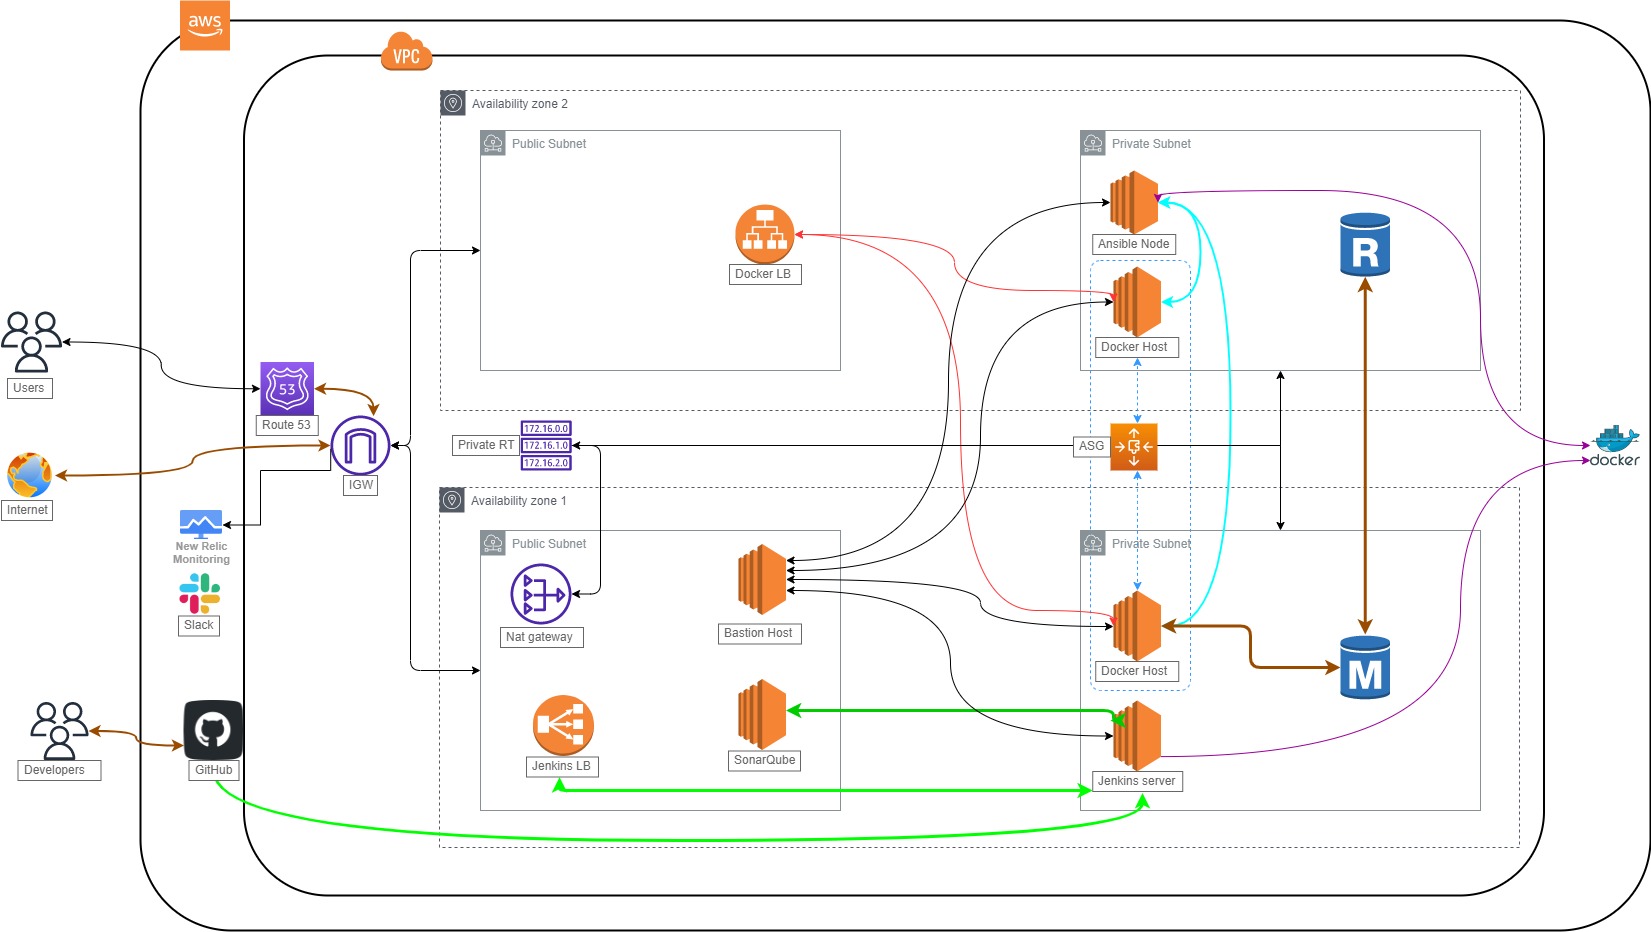 aws
VPC
Availability zone 2
Public Subnet
Private Subnet
Ansible Node
Docker LB
R
Docker Host
Users
53
Route 53
Private RT
172.16.0.0
172.16.1.0
172.16.2.0
ASG
docker
IGW
Internet
Availability zone 1
New Relic
Monitoring
Public Subnet
Private Subnet
Slack
Nat gateway
Bastion Host
Docker Host
M
Developers
GitHub
Jenkins LB
SonarQube
Jenkins server